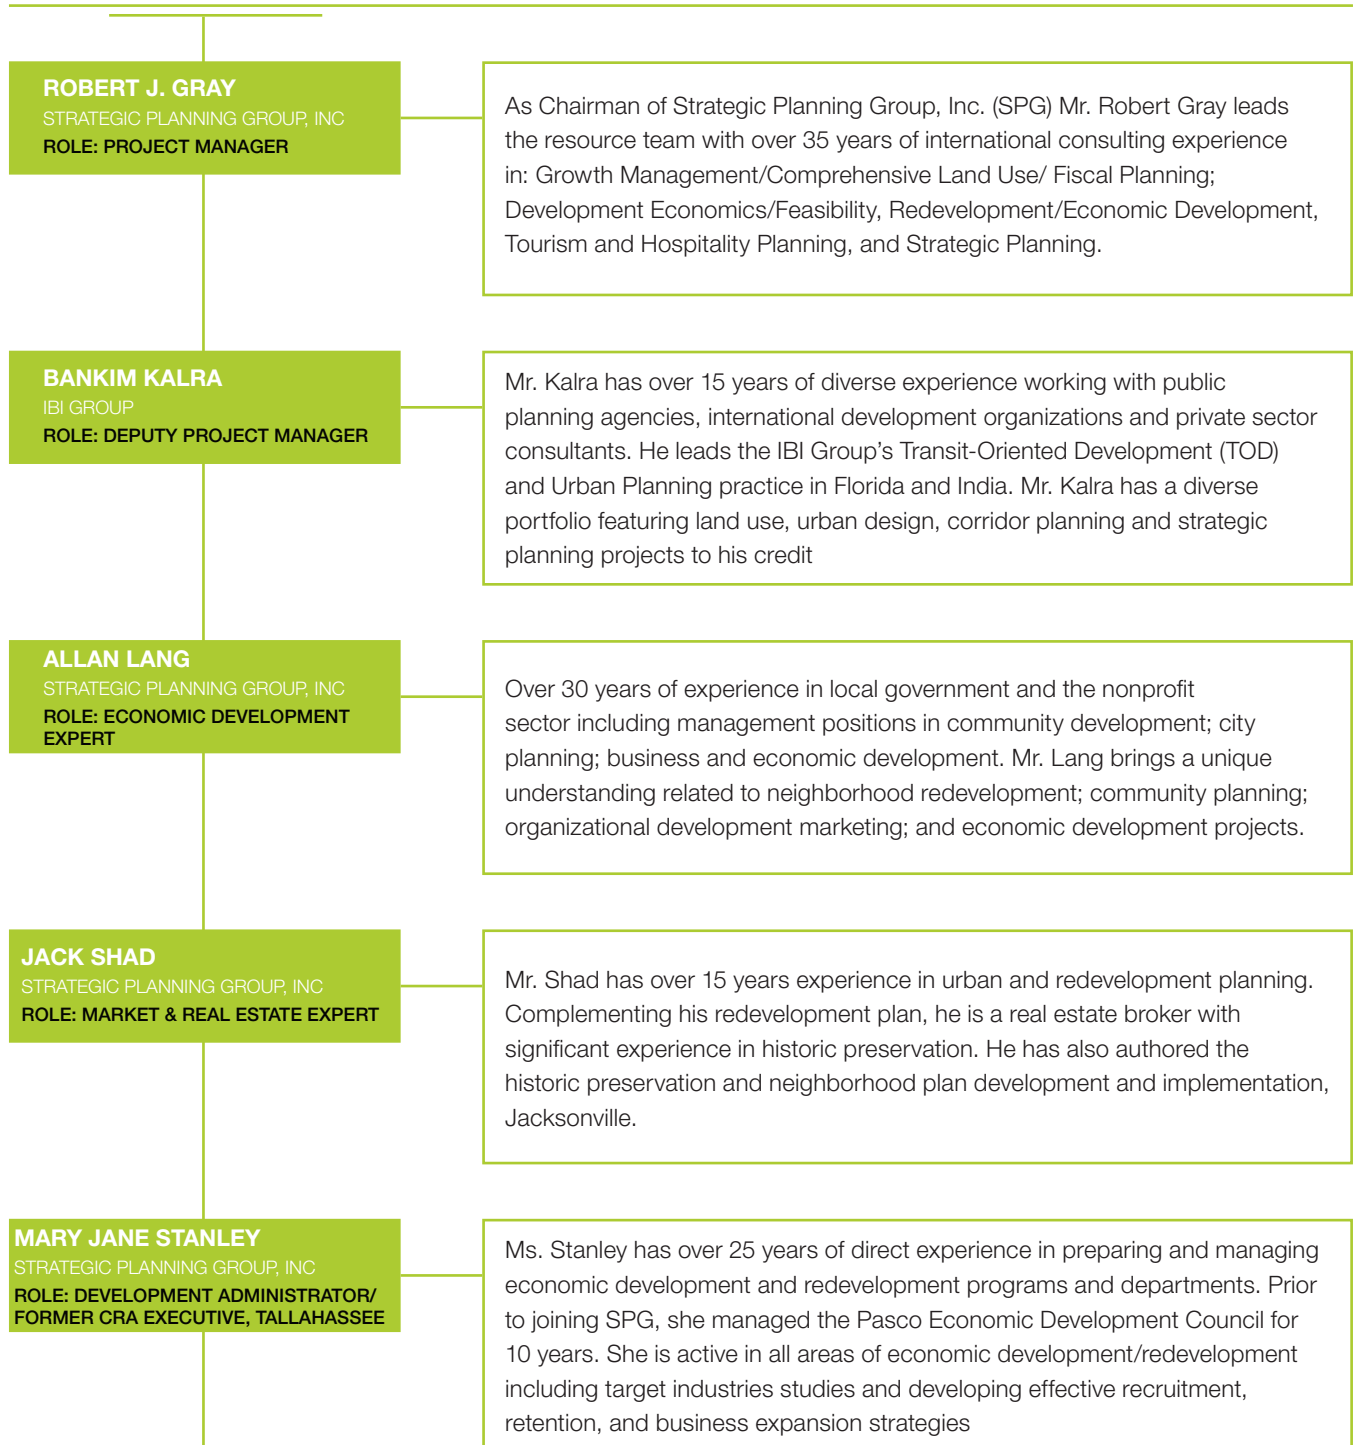 ROBERT J. GRAY
STRATEGIC PLANNING GROUP, INC
ROLE: PROJECT MANAGER
As Chairman of Strategic Planning Group, Inc. (SPG) Mr. Robert Gray leads
the resource team with over 35 years of international consulting experience
in: Growth Management/Comprehensive Land Use/ Fiscal Planning;
Development Economics/Feasibility, Redevelopment/Economic Development,
Tourism and Hospitality Planning, and Strategic Planning.
BANKIM KALRA
IBI GROUP
ROLE: DEPUTY PROJECT MANAGER
Mr. Kalra has over 15 years of diverse experience working with public
planning agencies, international development organizations and private sector
consultants. He leads the IBI Group's Transit-Oriented Development (TOD)
and Urban Planning practice in Florida and India. Mr. Kalra has a diverse
portfolio featuring land use, urban design, corridor planning and strategic
planning projects to his credit
ALLAN LANG
STRATEGIC PLANNING GROUP, INC
ROLE: ECONOMIC DEVELOPMENT
EXPERT
Over 30 years of experience in local government and the nonprofit
sector including management positions in community development; city
planning; business and economic development. Mr. Lang brings a unique
understanding related to neighborhood redevelopment; community planning;
organizational development marketing; and economic development projects.
JACK SHAD
STRATEGIC PLANNING GROUP, INC
ROLE: MARKET & REAL ESTATE EXPERT
Mr. Shad has over 15 years experience in urban and redevelopment planning.
Complementing his redevelopment plan, he is a real estate broker with
significant experience in historic preservation. He has also authored the
historic preservation and neighborhood plan development and implementation,
Jacksonville.
MARY JANE STANLEY
STRATEGIC PLANNING GROUP, INC
ROLE: DEVELOPMENT ADMINISTRATOR/
FORMER CRA EXECUTIVE, TALLAHASSEE
Ms. Stanley has over 25 years of direct experience in preparing and managing
economic development and redevelopment programs and departments. Prior
to joining SPG, she managed the Pasco Economic Development Council for
10 years. She is active in all areas of economic development/redevelopment
including target industries studies and developing effective recruitment,
retention, and business expansion strategies